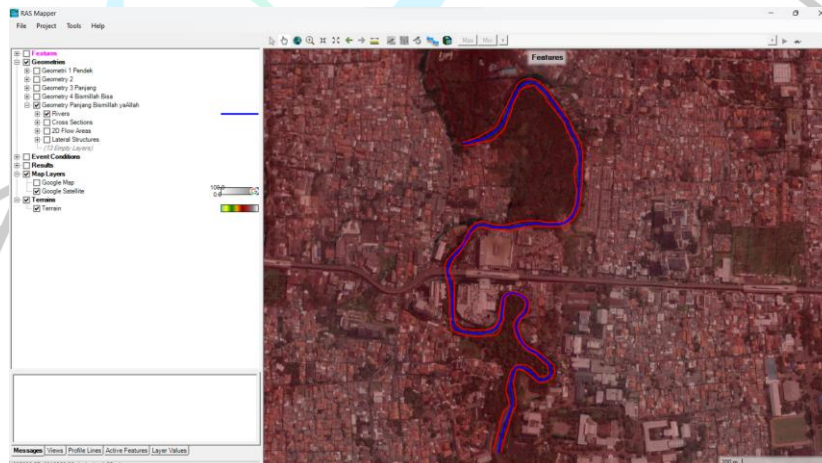 RAS Mapper
File Project Tools Help
Max Min
Features
Geometries
Geometri 1 Pendek
Geometry 2
Geometry 3 Panjang
Geometry 4 Bismillah Bisa
Geometry Panjang Bismillah yaAllah
Rivers
Cross Sections
2D Flow Areas
Lateral Structures
(13 Empty Layers)
Event Conditions
Results
Map Layers
Google Map
Google Satellite
Terrains
Terrain
Features
Messages Views Profile Lines Active Features Layer Values